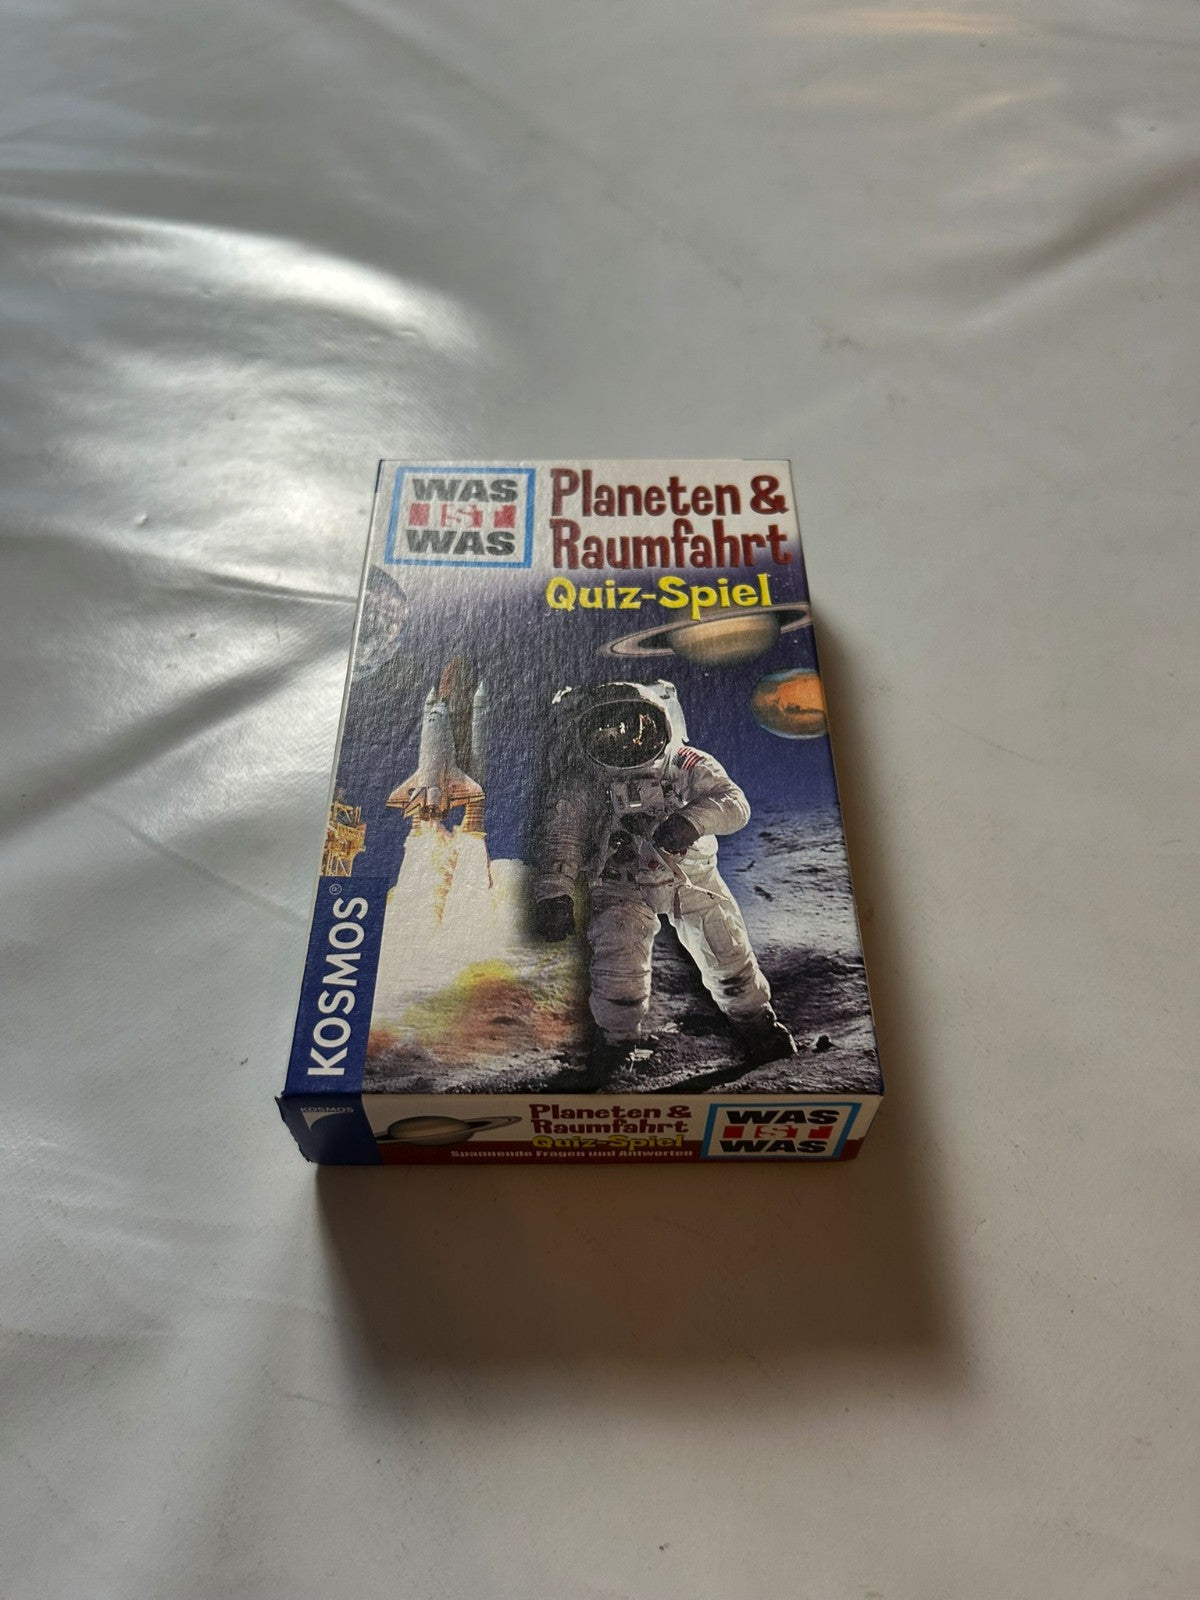 WAS
IST
WAS
Planeten &
Raumfahrt
Quiz-Spiel
KOSMOS®
KOSMOS
Planeten &
Raumfahrt
Quiz-Spiel
Spannende Fragen und Antworten
WAS
IST
WAS